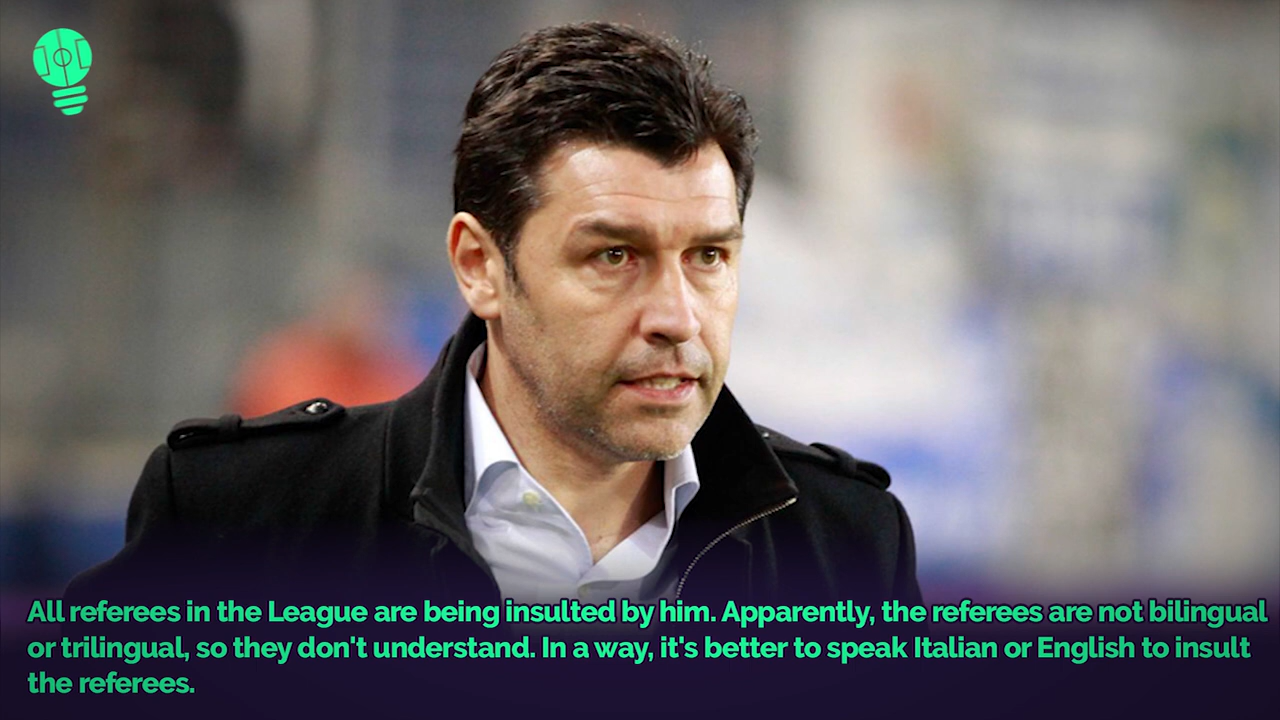 All referees in the League are being insulted by him. Apparently, the referees are not bilingual
or trilingual, so they don't understand. In a way, it's better to speak Italian or English to insult
the referees.